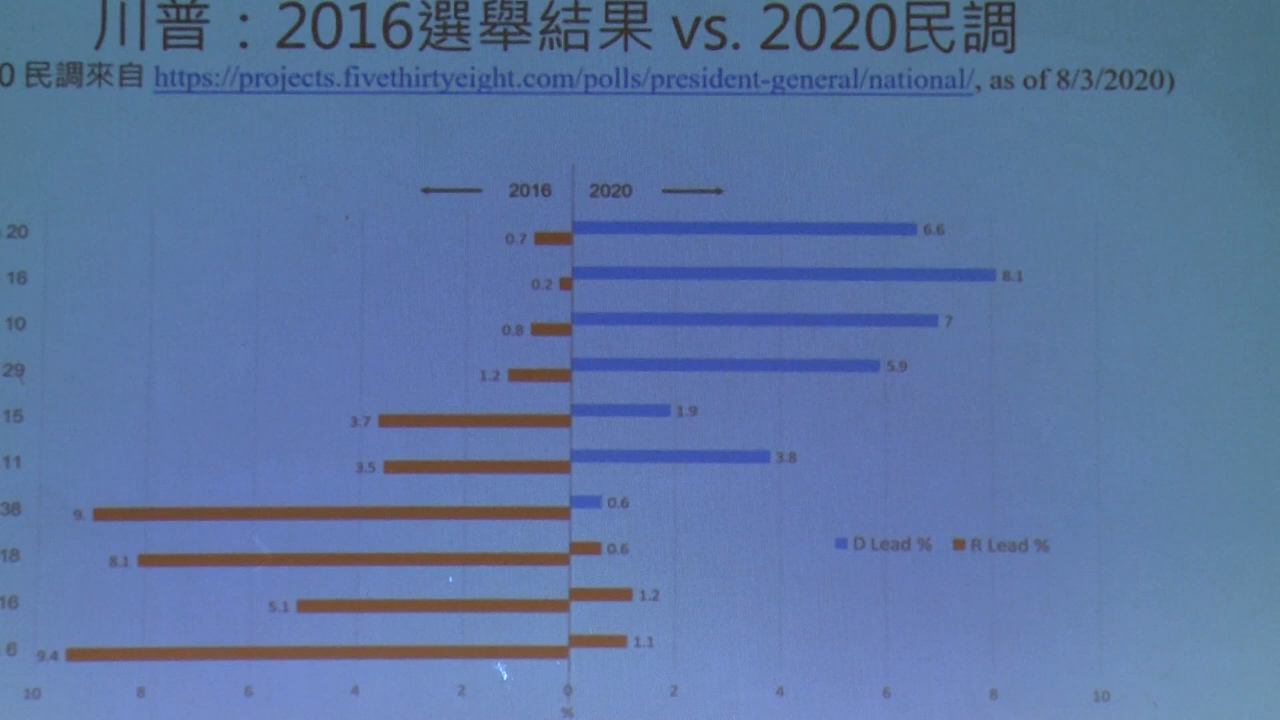 川普：2016選舉結果 vs. 2020民調
0 民調來自 https://projects.fivethirtyeight.com/polls/president-general/national/, as of 8/3/2020)
2016 2020
20 0.7 6.6
16 0.2 8.1
10 0.8 7
29 1.2 5.9
15 3.7 1.9
11 3.5 3.8
38 9. 0.6
18 8.1 0.6
D Lead % R Lead %
16 5.1 1.2
6 9.4 1.1
10 8 6 4 2 0 2 4 6 8 10
%